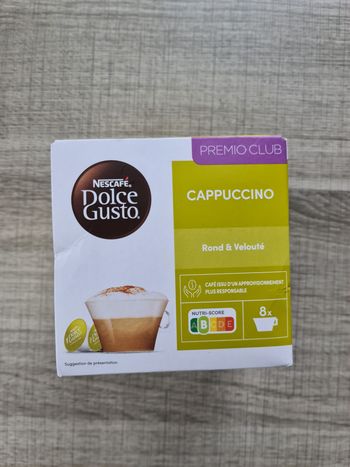 PREMIO CLUB
NESCAFÉ®
Dolce
Gusto®
CAPPUCCINO
Rond & Velouté
CAFÉ ISSU D'UN APPROVISIONNEMENT
PLUS RESPONSABLE
NUTRI-SCORE
A B C D E
8x
Suggestion de présentation.